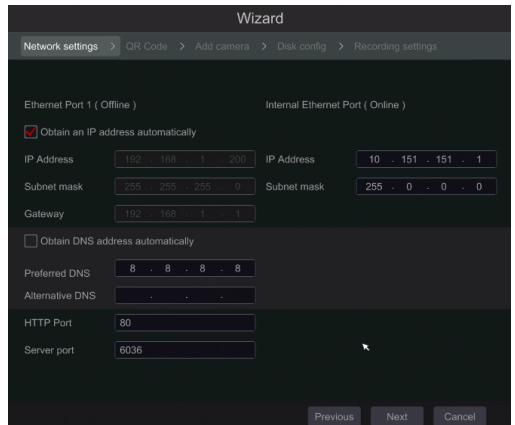 Wizard
Network settings > QR Code > Add camera > Disk config > Recording settings
Ethernet Port 1 ( Offline ) Internal Ethernet Port ( Online )
Obtain an IP address automatically
IP Address 192 . 168 . 1 . 200 IP Address 10 . 151 . 151 . 1
Subnet mask 255 . 255 . 255 . 0 Subnet mask 255 . 0 . 0 . 0
Gateway 192 . 168 . 1 . 1
Obtain DNS address automatically
Preferred DNS 8 . 8 . 8 . 8
Alternative DNS . . .
HTTP Port 80
Server port 6036
Previous Next Cancel